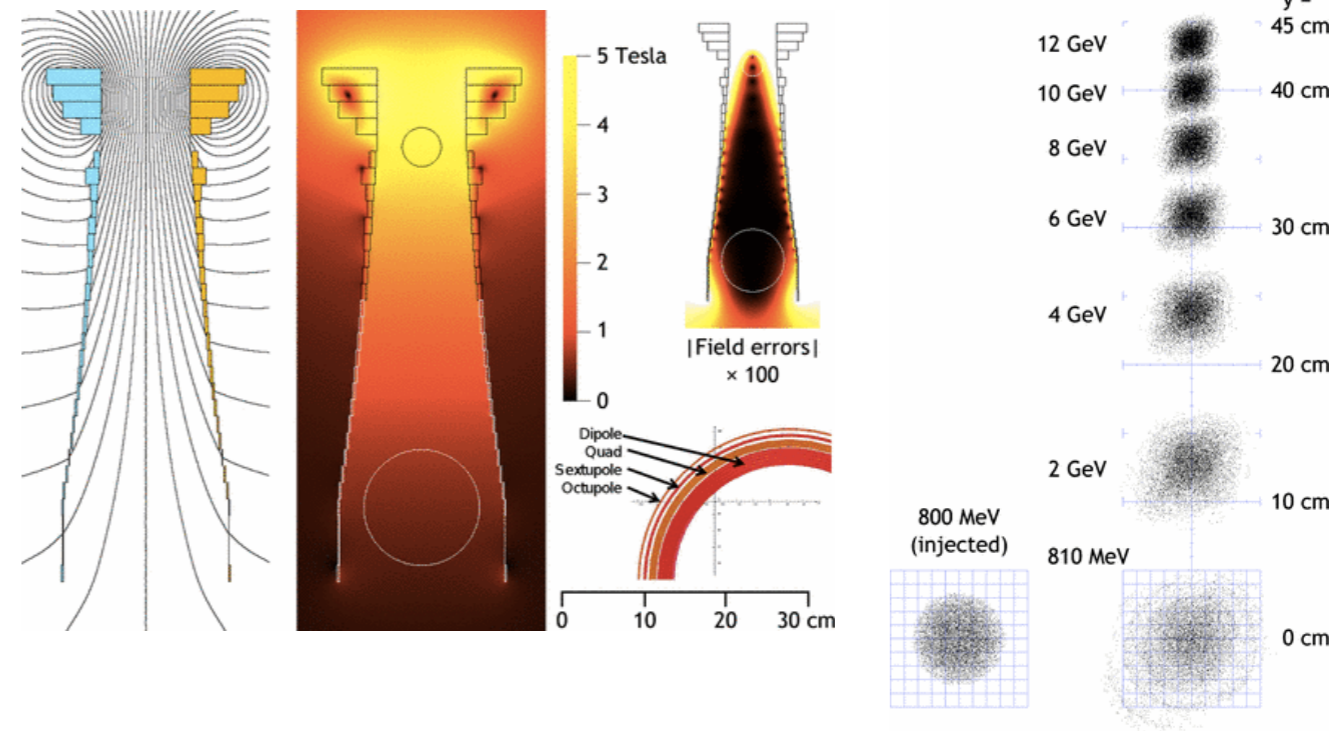 5 Tesla
4
3
2
1
0
|Field errors|
× 100
Dipole
Quad
Sextupole
Octupole
0
10
20
30 cm
y =
12 GeV
45 cm
10 GeV
40 cm
8 GeV
6 GeV
30 cm
4 GeV
20 cm
2 GeV
10 cm
800 MeV
(injected)
810 MeV
0 cm